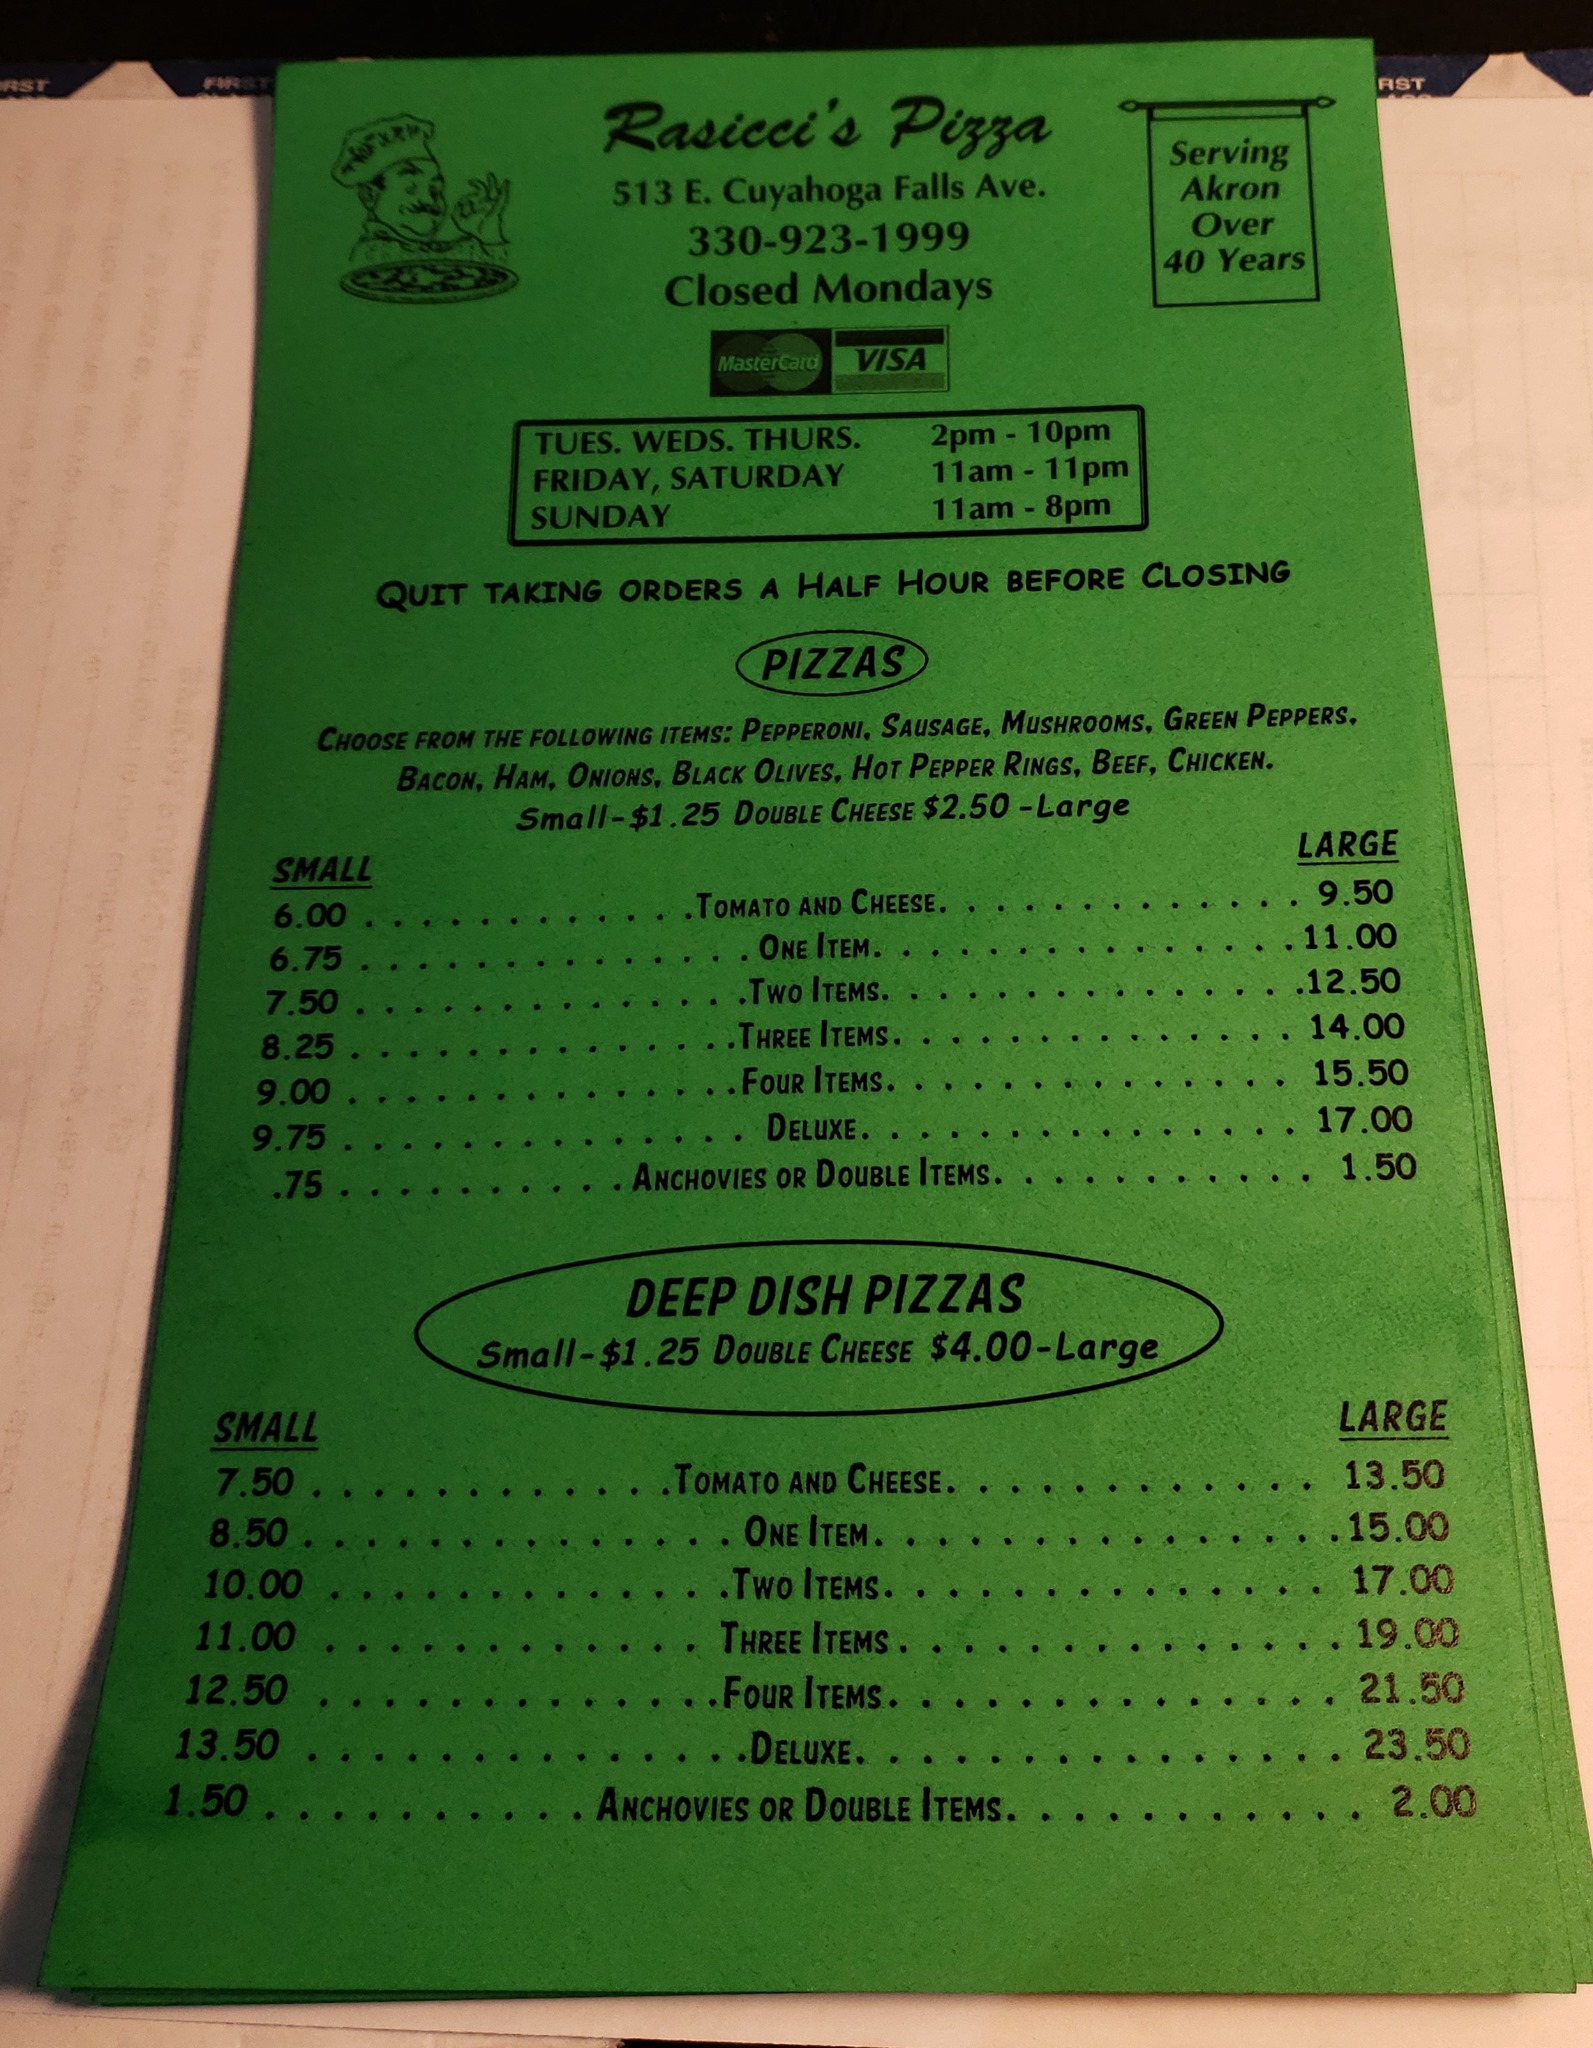 FIRST
RST
Rasicci's Pizza
513 E. Cuyahoga Falls Ave.
330-923-1999
Closed Mondays
Serving
Akron
Over
40 Years
MasterCard VISA
TUES. WEDS. THURS. 2pm - 10pm
FRIDAY, SATURDAY 11am - 11pm
SUNDAY 11am - 8pm
QUIT TAKING ORDERS A HALF HOUR BEFORE CLOSING
PIZZAS
CHOOSE FROM THE FOLLOWING ITEMS: PEPPERONI, SAUSAGE, MUSHROOMS, GREEN PEPPERS,
BACON, HAM, ONIONS, BLACK OLIVES, HOT PEPPER RINGS, BEEF, CHICKEN.
Small-$1.25 DOUBLE CHEESE $2.50 -Large
SMALL LARGE
6.00 . . . . . . . . . . . .TOMATO AND CHEESE. . . . . . . . . . . . . 9.50
6.75 . . . . . . . . . . . . . . ONE ITEM. . . . . . . . . . . . . . . .11.00
7.50 . . . . . . . . . . . . . .TWO ITEMS. . . . . . . . . . . . . . . .12.50
8.25 . . . . . . . . . . . . . .THREE ITEMS. . . . . . . . . . . . . . 14.00
9.00 . . . . . . . . . . . . . .FOUR ITEMS. . . . . . . . . . . . . . 15.50
9.75 . . . . . . . . . . . . . . . DELUXE. . . . . . . . . . . . . . . 17.00
.75 . . . . . . . . . . ANCHOVIES OR DOUBLE ITEMS. . . . . . . . . . . 1.50
DEEP DISH PIZZAS
Small-$1.25 DOUBLE CHEESE $4.00-Large
SMALL LARGE
7.50 . . . . . . . . . . . . .TOMATO AND CHEESE. . . . . . . . . . . . 13.50
8.50 . . . . . . . . . . . . . . ONE ITEM. . . . . . . . . . . . . . . .15.00
10.00 . . . . . . . . . . . . . .TWO ITEMS. . . . . . . . . . . . . . 17.00
11.00 . . . . . . . . . . . . . THREE ITEMS . . . . . . . . . . . . . .19.00
12.50 . . . . . . . . . . . . . .FOUR ITEMS. . . . . . . . . . . . . . 21.50
13.50 . . . . . . . . . . . . . . .DELUXE. . . . . . . . . . . . . . . 23.50
1.50 . . . . . . . . . . ANCHOVIES OR DOUBLE ITEMS. . . . . . . . . . . 2.00